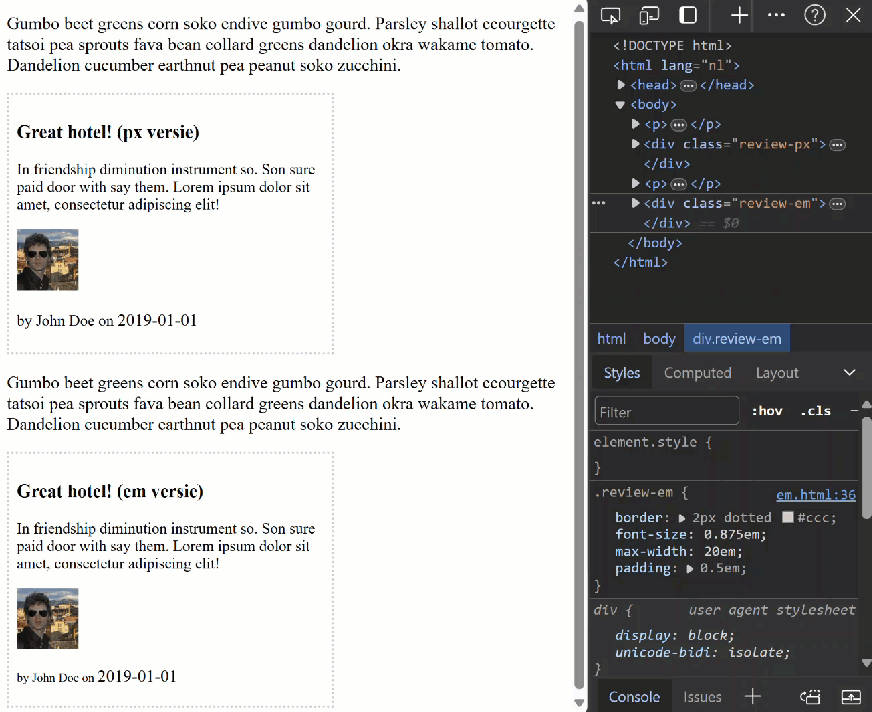 Gumbo beet greens corn soko endive gumbo gourd. Parsley shallot ccourgette
tatsoi pea sprouts fava bean collard greens dandelion okra wakame tomato.
Dandelion cucumber earthnut pea peanut soko zucchini.
Great hotel! (px versie)
In friendship diminution instrument so. Son sure
paid door with say them. Lorem ipsum dolor sit
amet, consectetur adipiscing elit!
by John Doe on 2019-01-01
Gumbo beet greens corn soko endive gumbo gourd. Parsley shallot ccourgette
tatsoi pea sprouts fava bean collard greens dandelion okra wakame tomato.
Dandelion cucumber earthnut pea peanut soko zucchini.
Great hotel! (em versie)
In friendship diminution instrument so. Son sure
paid door with say them. Lorem ipsum dolor sit
amet, consectetur adipiscing elit!
by John Doe on 2019-01-01
<!DOCTYPE html>
<html lang="nl">
<head>…</head>
<body>
<p>…</p>
<div class="review-px">…
</div>
<p>…</p>
<div class="review-em">…
</div> == $0
</body>
</html>
html body div.review-em
Styles Computed Layout
Filter :hov .cls
element.style {
}
.review-em { em.html:36
border: 2px dotted #ccc;
font-size: 0.875em;
max-width: 20em;
padding: 0.5em;
}
div { user agent stylesheet
display: block;
unicode-bidi: isolate;
}
Console Issues